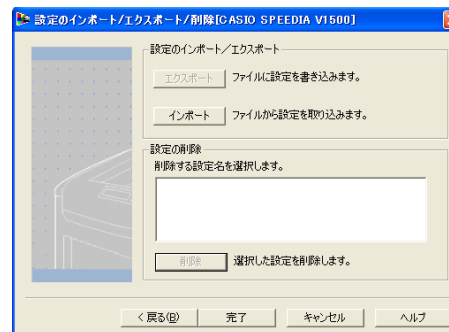 設定のインポート/エクスポート/削除[CASIO SPEEDIA V1500]
設定のインポート／エクスポート
エクスポート ファイルに設定を書き込みます。
インポート ファイルから設定を取り込みます。
設定の削除
削除する設定名を選択します。
削除 選択した設定を削除します。
< 戻る(B) 完了 キャンセル ヘルプ